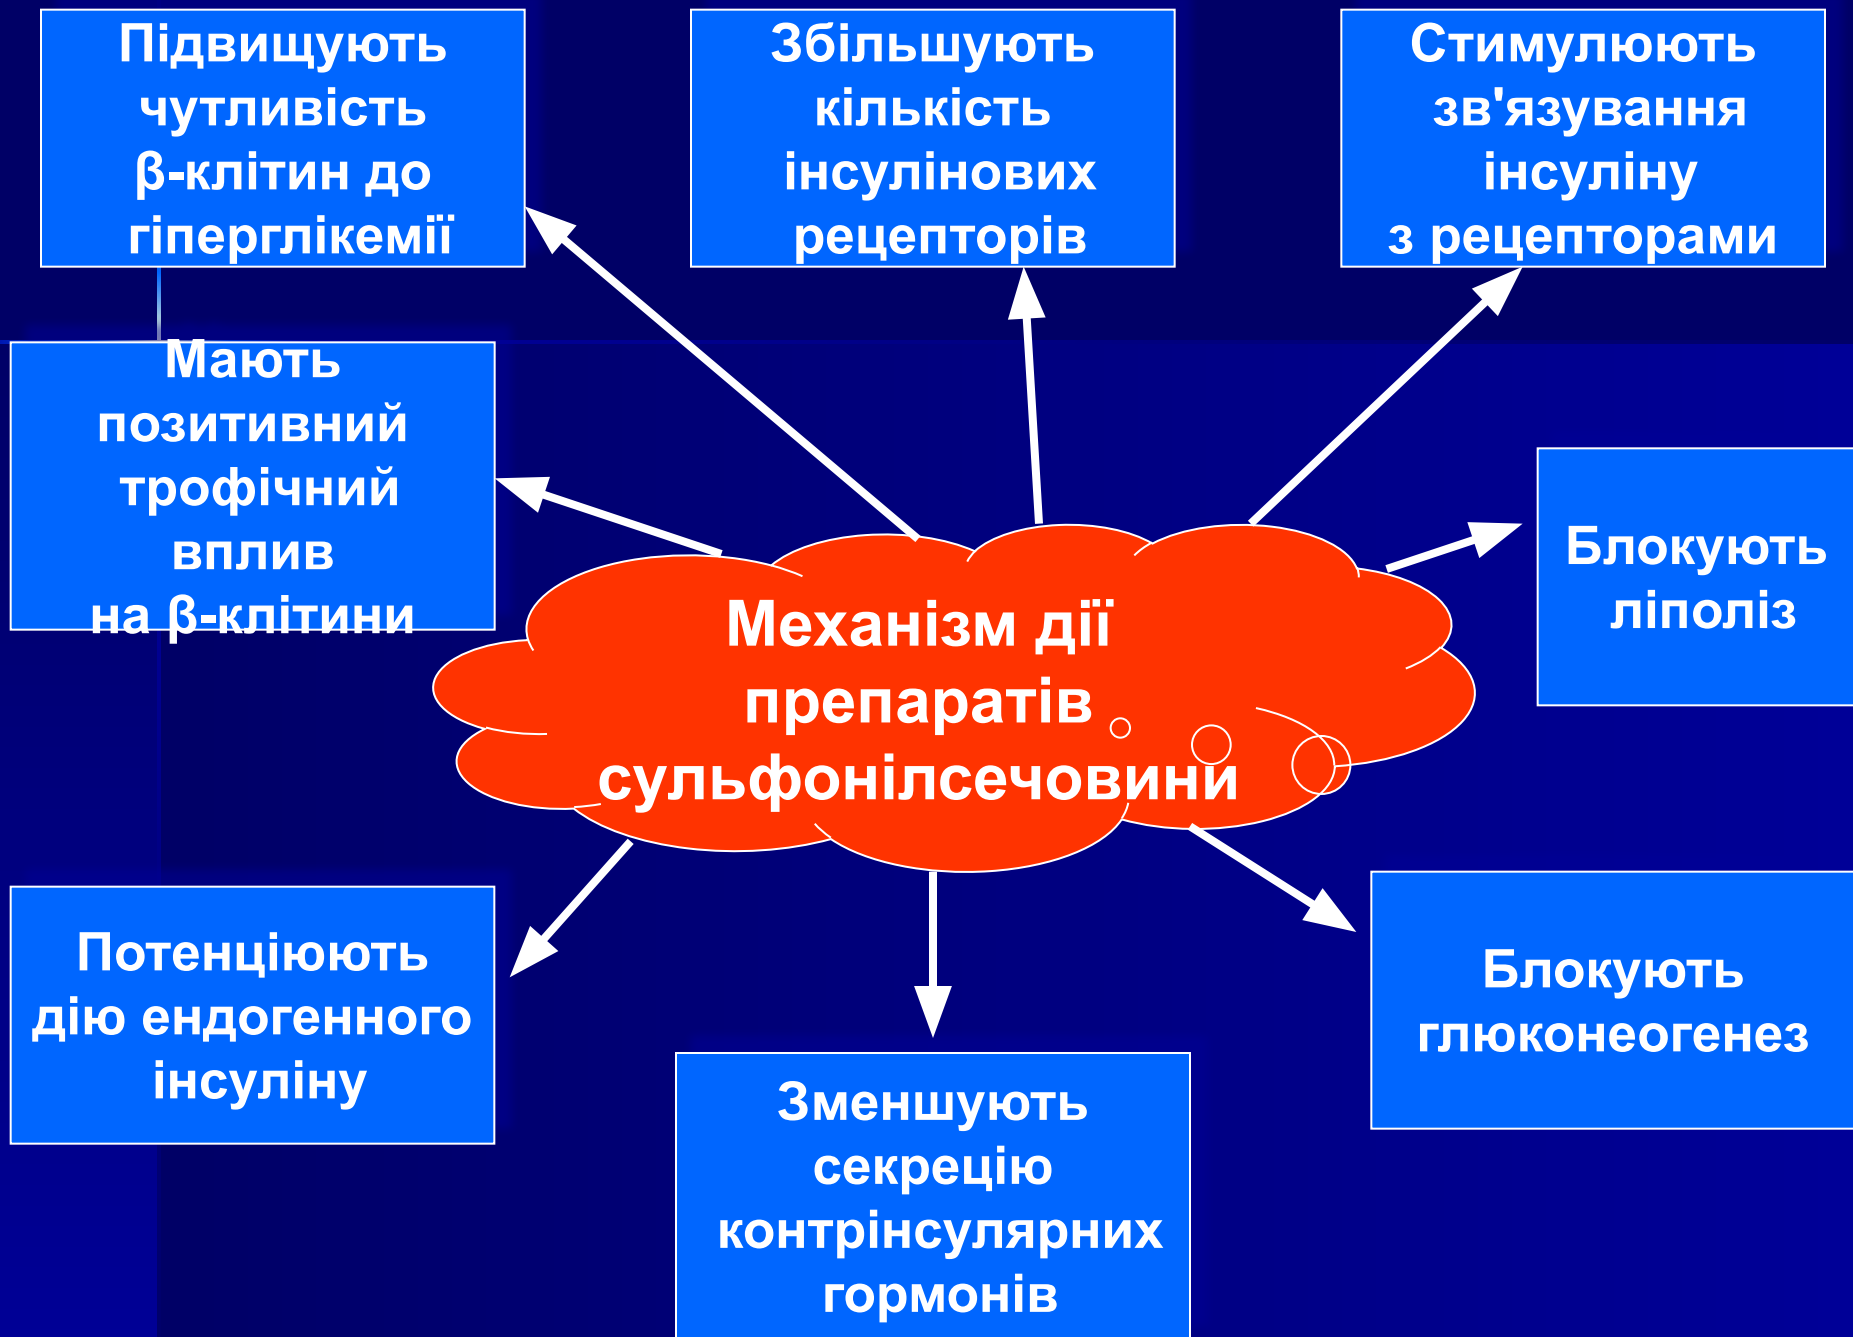 Підвищують
чутливість
β-клітин до
гіперглікемії
Збільшують
кількість
інсулінових
рецепторів
Стимулюють
зв'язування
інсуліну
з рецепторами
Мають
позитивний
трофічний
вплив
на β-клітини
Блокують
ліполіз
Механізм дії
препаратів
сульфонілсечовини
Потенціюють
дію ендогенного
інсуліну
Блокують
глюконеогенез
Зменшують
секрецію
контрінсулярних
гормонів